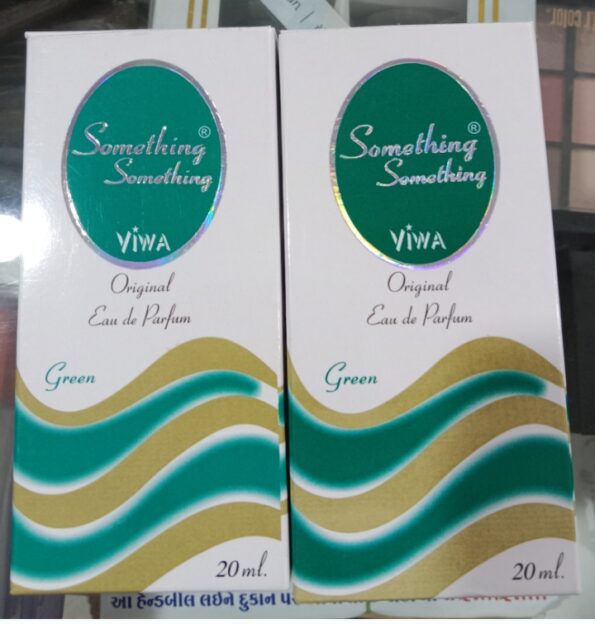 Something®
Something
ViWA
Original
Eau de Parfum
Green
20 ml.
Something®
Something
ViWA
Original
Eau de Parfum
Green
20 ml.
આ હેન્ડબીલ લઈને દુકાન